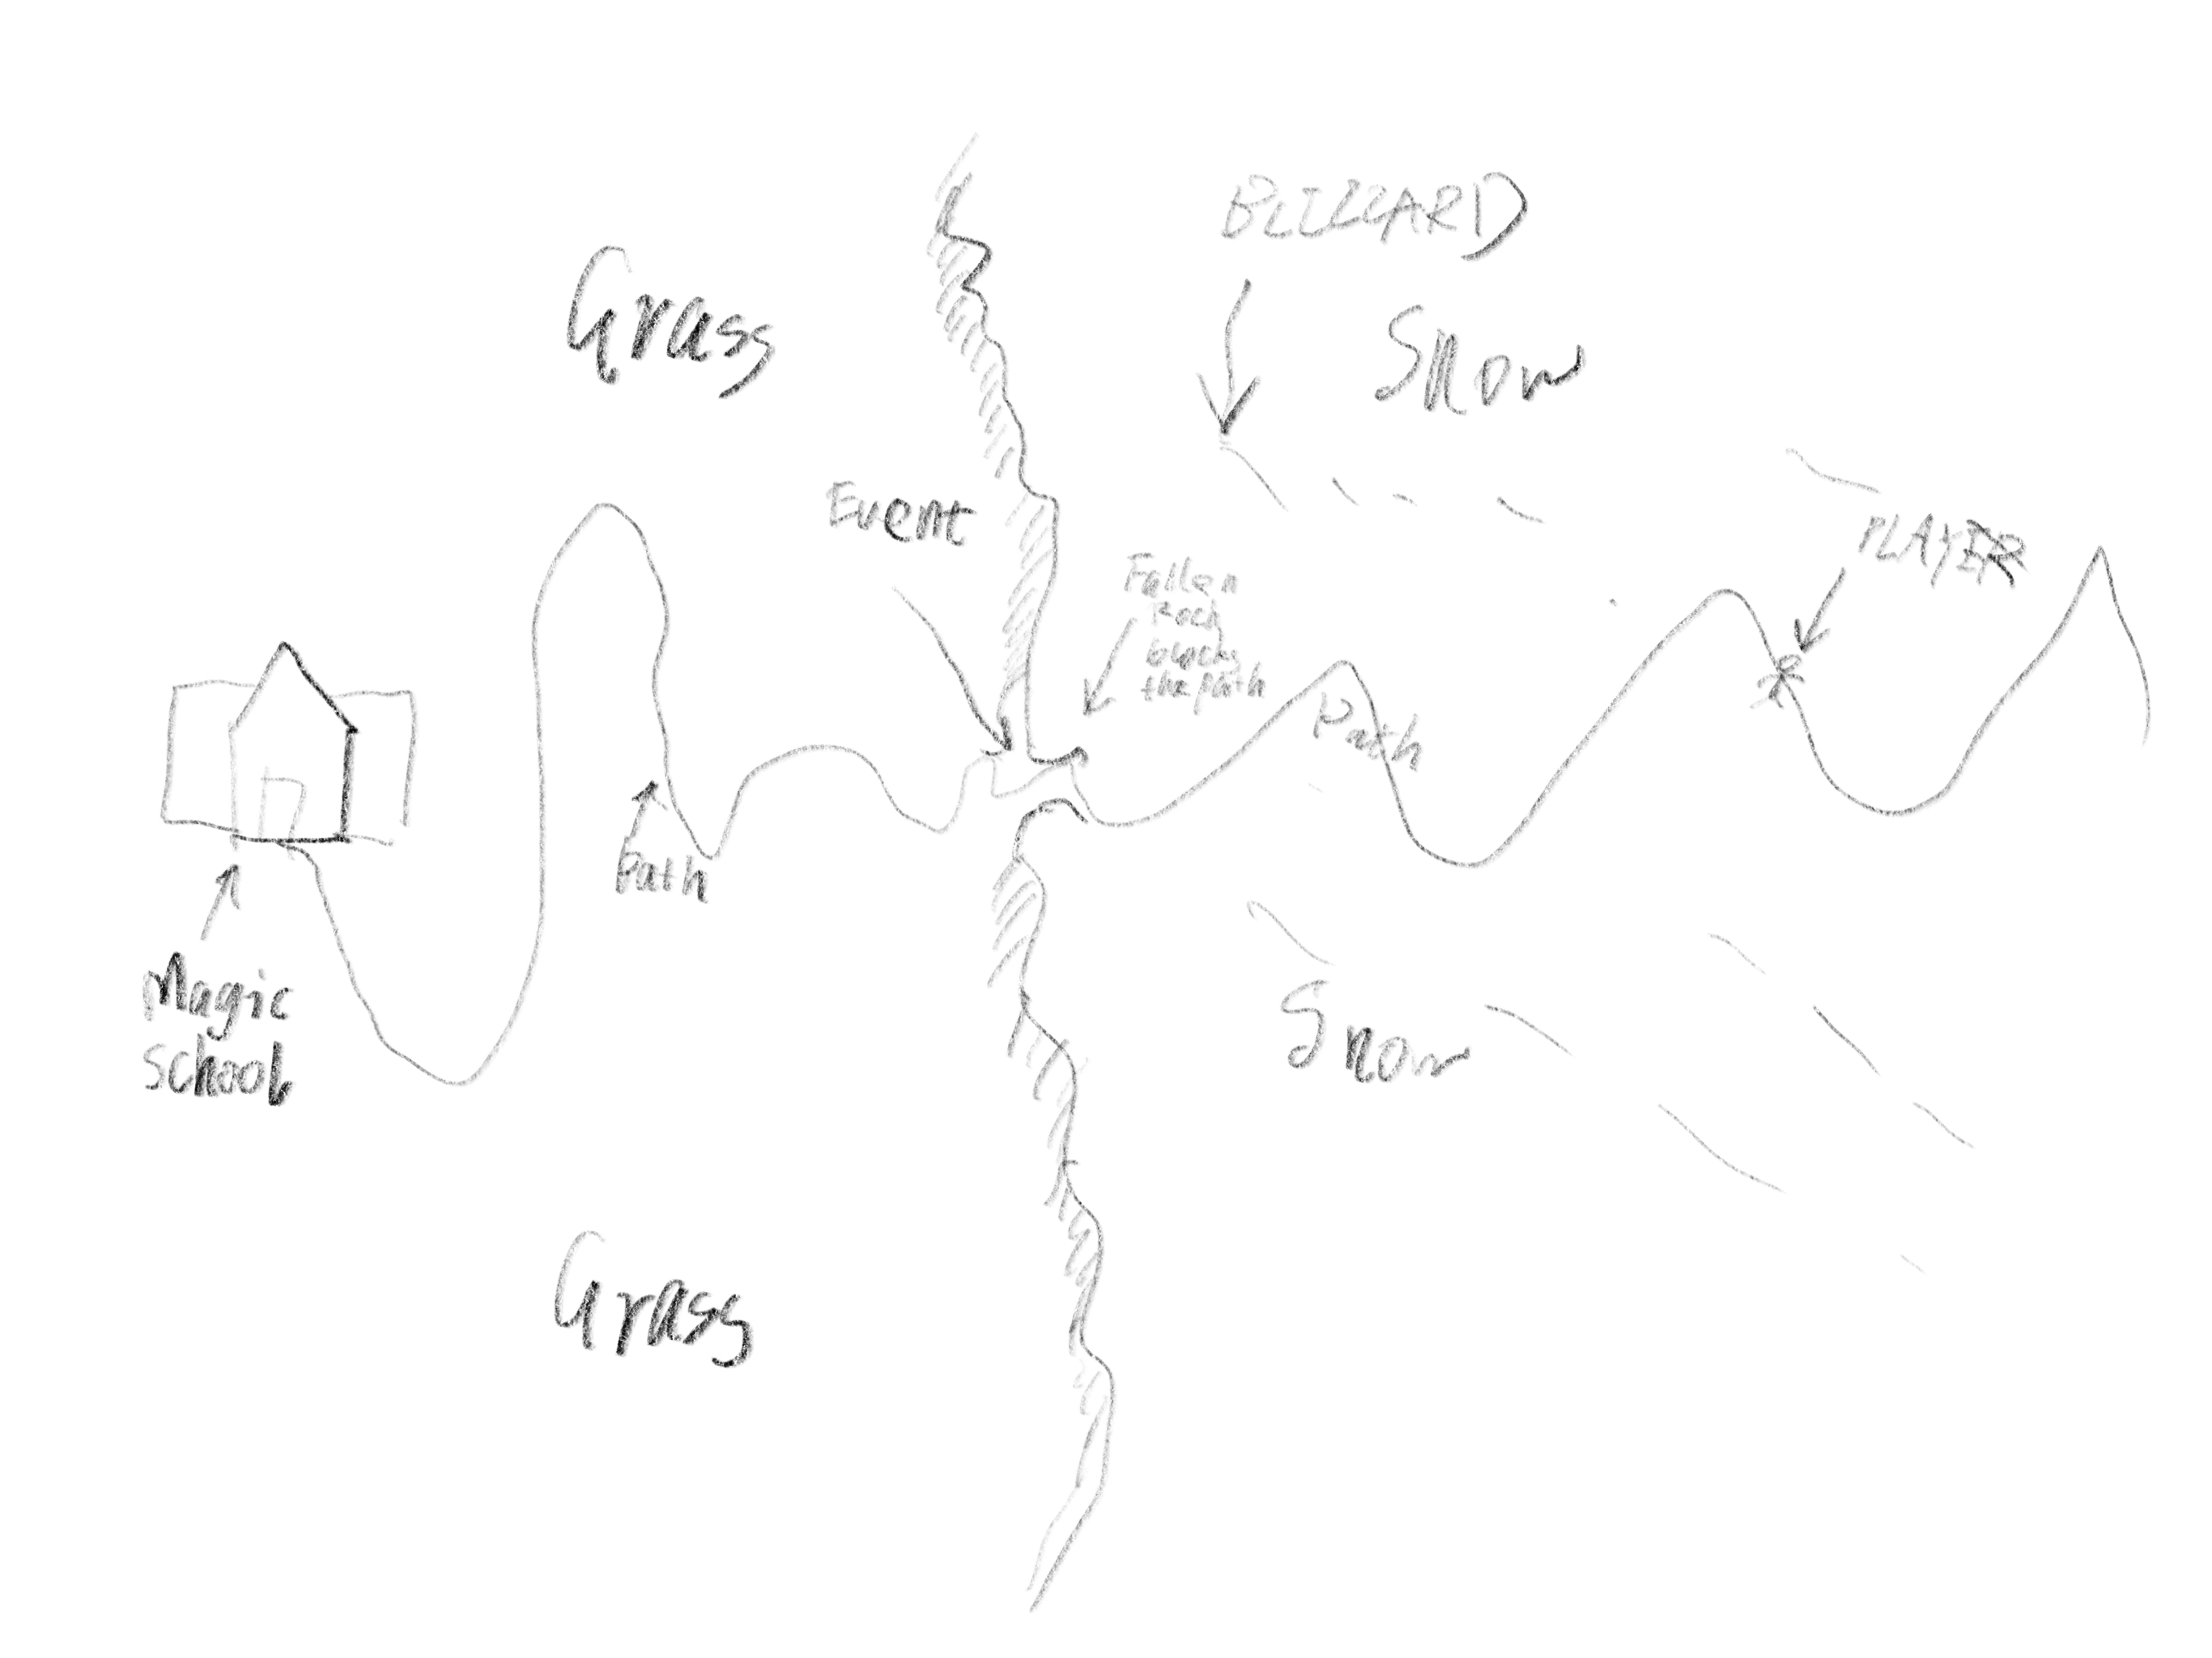 BLIZZARD
Grass
Snow
Event
PLAYER
Fallen
Rock
blocks
the path
Path
Path
Magic
School
Snow
Grass